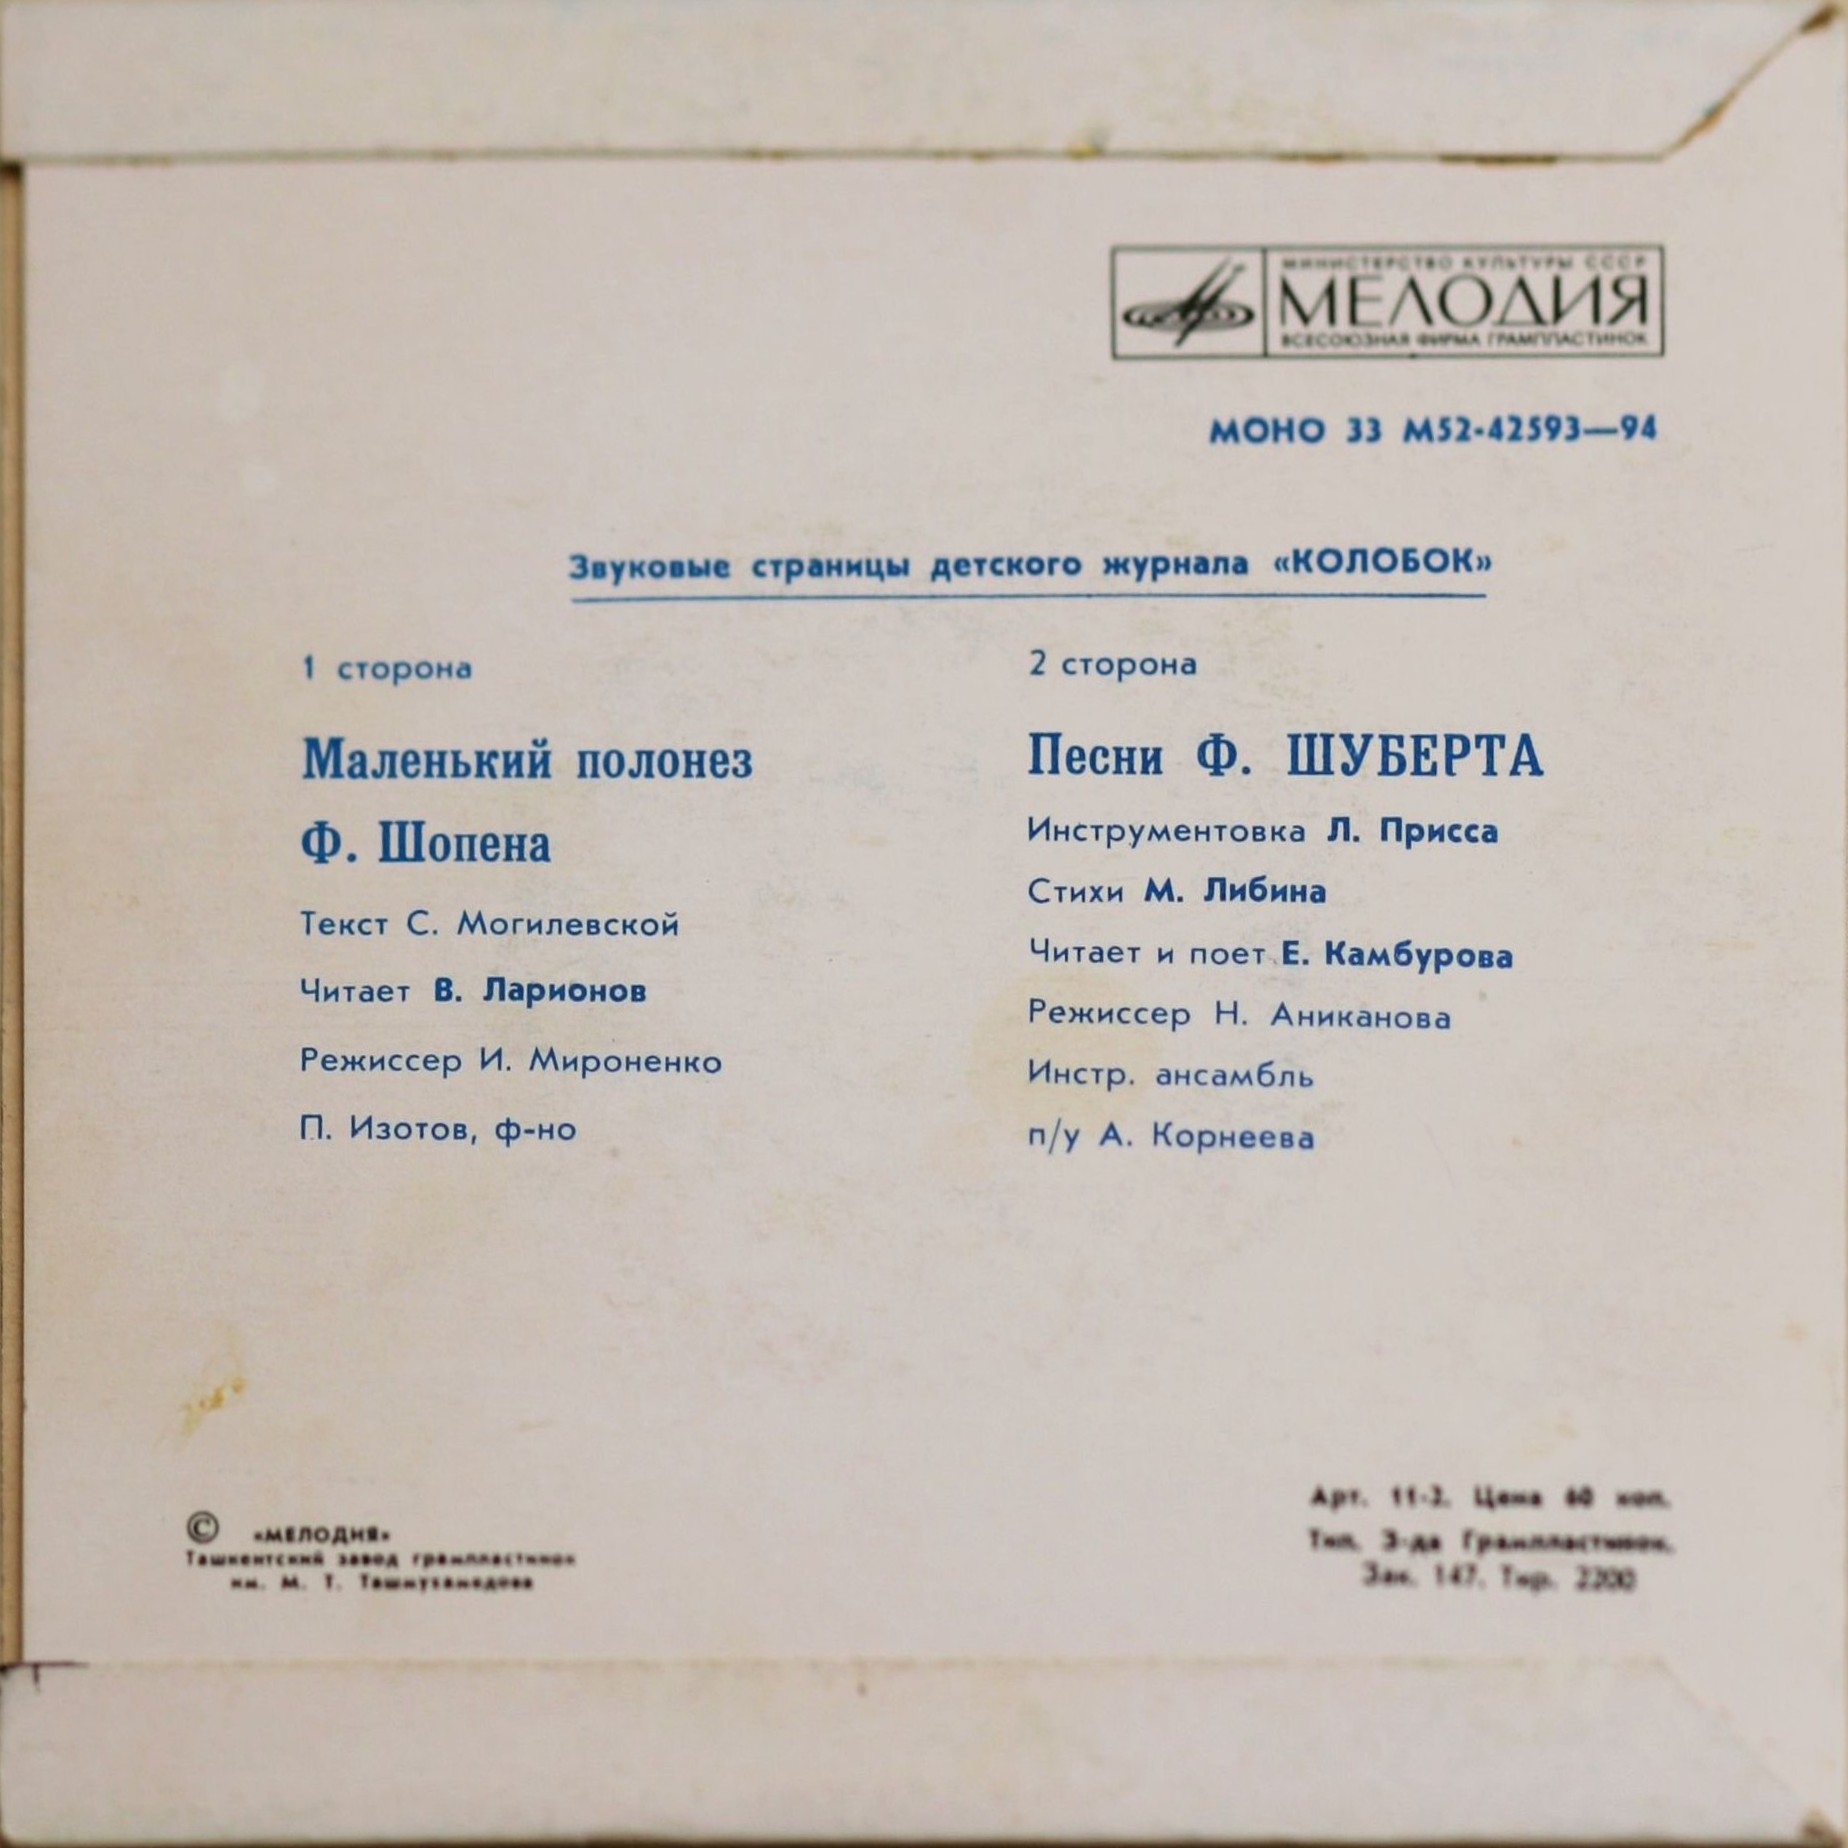 МИНИСТЕРСТВО КУЛЬТУРЫ СССР
МЕЛОДИЯ
ВСЕСОЮЗНАЯ ФИРМА ГРАМПЛАСТИНОК
МОНО 33 М52-42593—94
Звуковые страницы детского журнала «КОЛОБОК»
1 сторона
Маленький полонез
Ф. Шопена
Текст С. Могилевской
Читает В. Ларионов
Режиссер И. Мироненко
П. Изотов, ф-но
2 сторона
Песни Ф. ШУБЕРТА
Инструментовка Л. Присса
Стихи М. Либина
Читает и поет Е. Камбурова
Режиссер Н. Аниканова
Инстр. ансамбль
п/у А. Корнеева
© «МЕЛОДИЯ»
Ташкентский завод грампластинок
им. М. Т. Ташмухамедова
Арт. 11-2. Цена 60 коп.
Тип. З-да Грампластинок.
Зак. 147. Тир. 2200